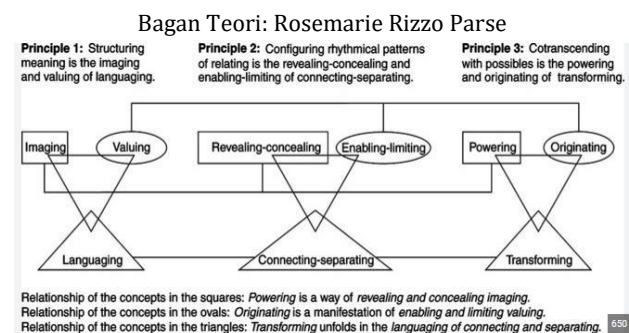 Bagan Teori: Rosemarie Rizzo Parse
Principle 1: Structuring
meaning is the imaging
and valuing of languaging.
Principle 2: Configuring rhythmical patterns
of relating is the revealing-concealing and
enabling-limiting of connecting-separating.
Principle 3: Cotranscending
with possibles is the powering
and originating of transforming.
Imaging
Valuing
Revealing-concealing
Enabling-limiting
Powering
Originating
Languaging
Connecting-separating
Transforming
Relationship of the concepts in the squares: Powering is a way of revealing and concealing imaging.
Relationship of the concepts in the ovals: Originating is a manifestation of enabling and limiting valuing.
Relationship of the concepts in the triangles: Transforming unfolds in the languaging of connecting and separating.
650